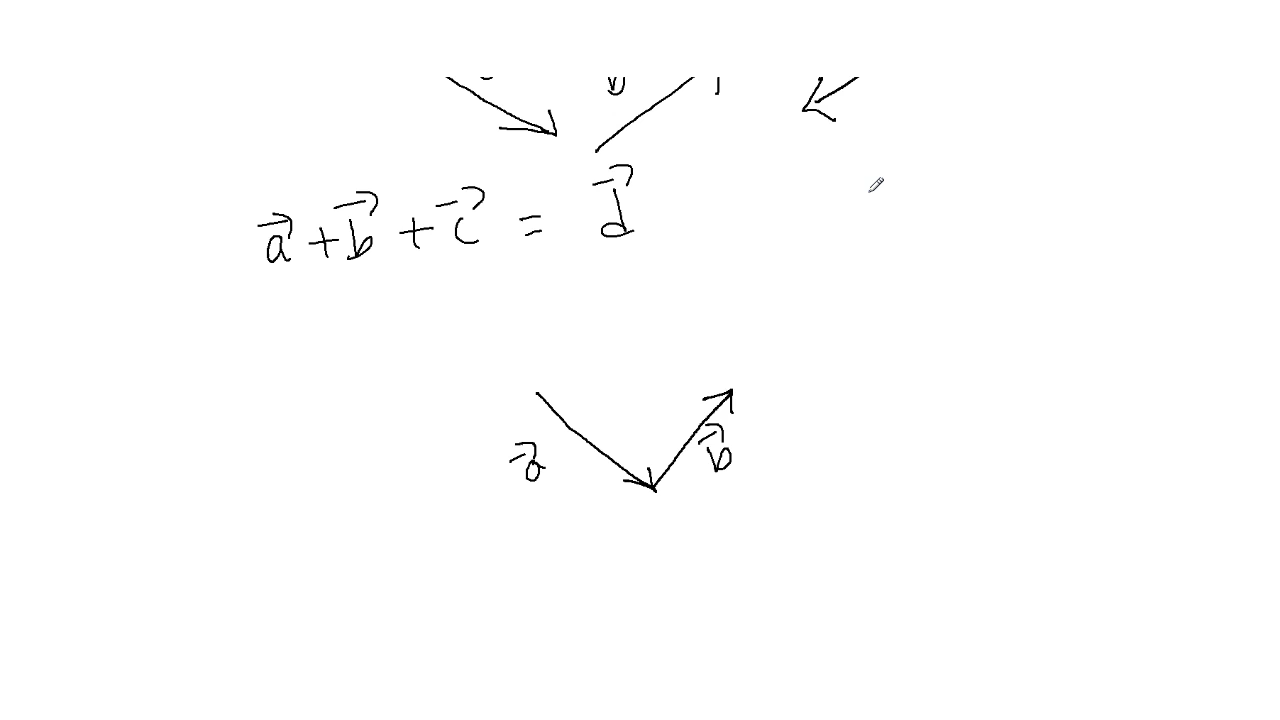 a⃗ + b⃗ + c⃗ = d⃗
a⃗ b⃗